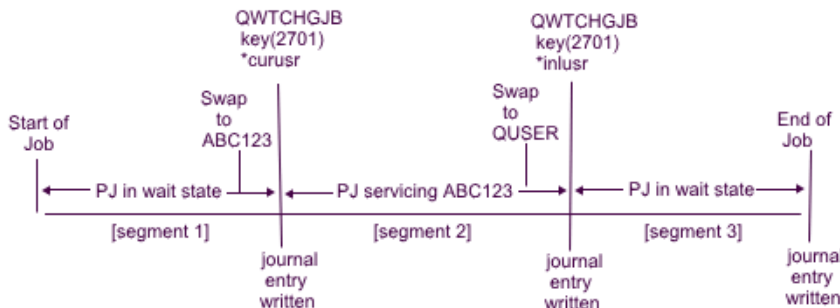 QWTCHGJB
key(2701)
*curusr
QWTCHGJB
key(2701)
*inlusr
Swap
to
ABC123
Swap
to
QUSER
Start of
Job
End of
Job
PJ in wait state
PJ servicing ABC123
PJ in wait state
[segment 1]
[segment 2]
[segment 3]
journal
entry
written
journal
entry
written
journal
entry
written